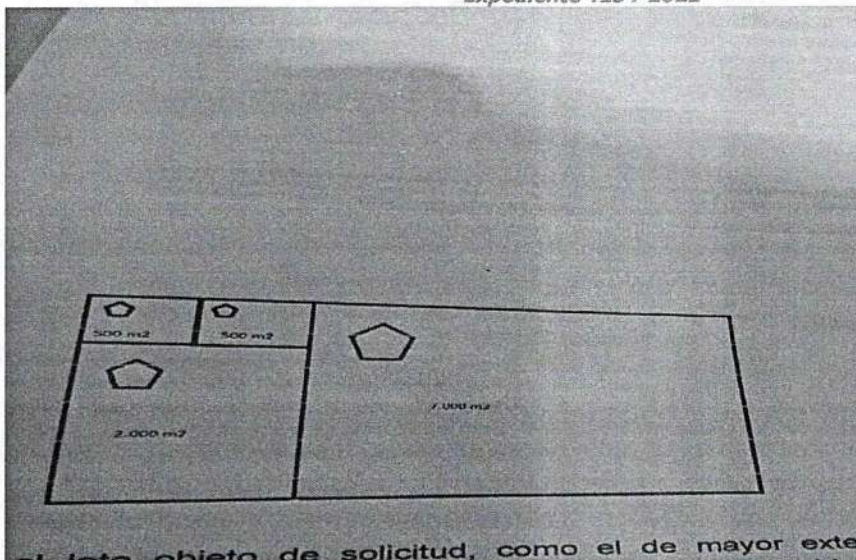 500 m2 500 m2
2.000 m2 7.000 m2
lote objeto de solicitud, como el de mayor exte